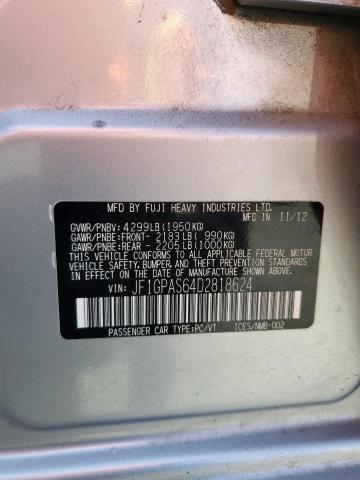 MFD BY FUJI HEAVY INDUSTRIES LTD.
MFD IN 11/12
GVWR/PNBV: 4299LB(1950KG)
GAWR/PNBE:FRONT- 2183LB( 990KG)
GAWR/PNBE:REAR - 2205LB(1000KG)
THIS VEHICLE CONFORMS TO ALL APPLICABLE FEDERAL MOTOR
VEHICLE SAFETY, BUMPER, AND THEFT PREVENTION STANDARDS
IN EFFECT ON THE DATE OF MANUFACTURE SHOWN ABOVE.
VIN: JF1GPAS64D2818624
PASSENGER CAR TYPE:PC/VT ICES/NMB-002